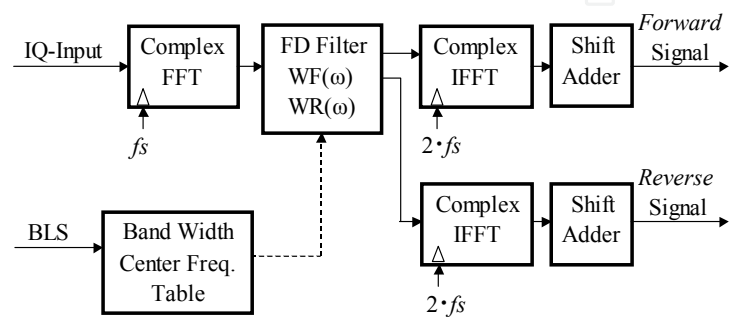 IQ-Input
Complex
FFT
fs
FD Filter
WF(ω)
WR(ω)
Complex
IFFT
2・fs
Shift
Adder
Forward
Signal
Complex
IFFT
2・fs
Shift
Adder
Reverse
Signal
BLS
Band Width
Center Freq.
Table